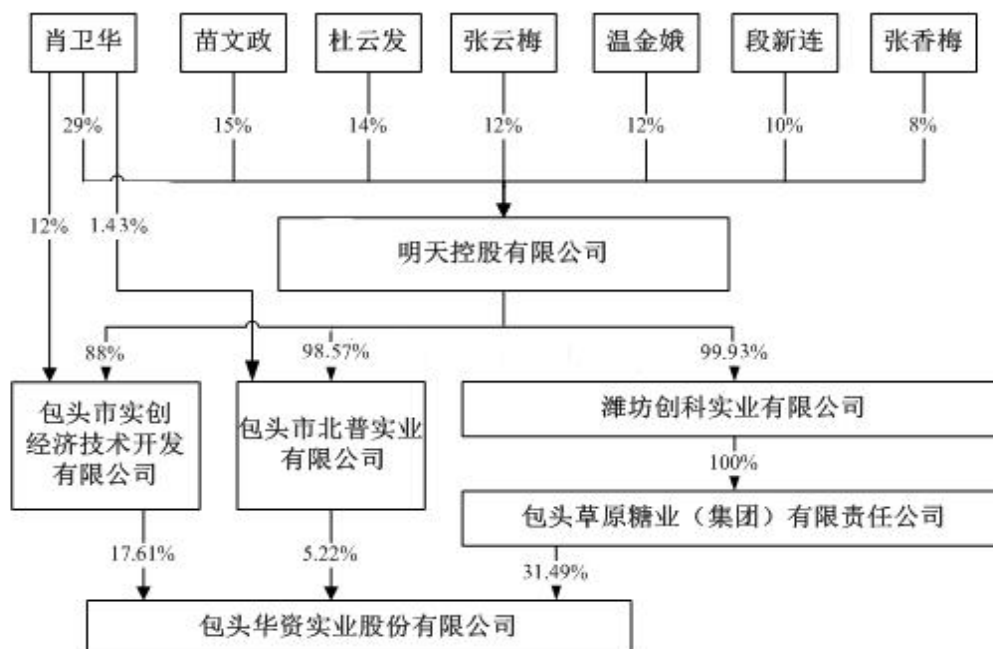 肖卫华
苗文政
杜云发
张云梅
温金娥
段新连
张香梅
29%
15%
14%
12%
12%
10%
8%
12%
1.43%
明天控股有限公司
88%
98.57%
99.93%
包头市实创
经济技术开发
有限公司
包头市北普实业
有限公司
潍坊创科实业有限公司
100%
包头草原糖业（集团）有限责任公司
17.61%
5.22%
31.49%
包头华资实业股份有限公司